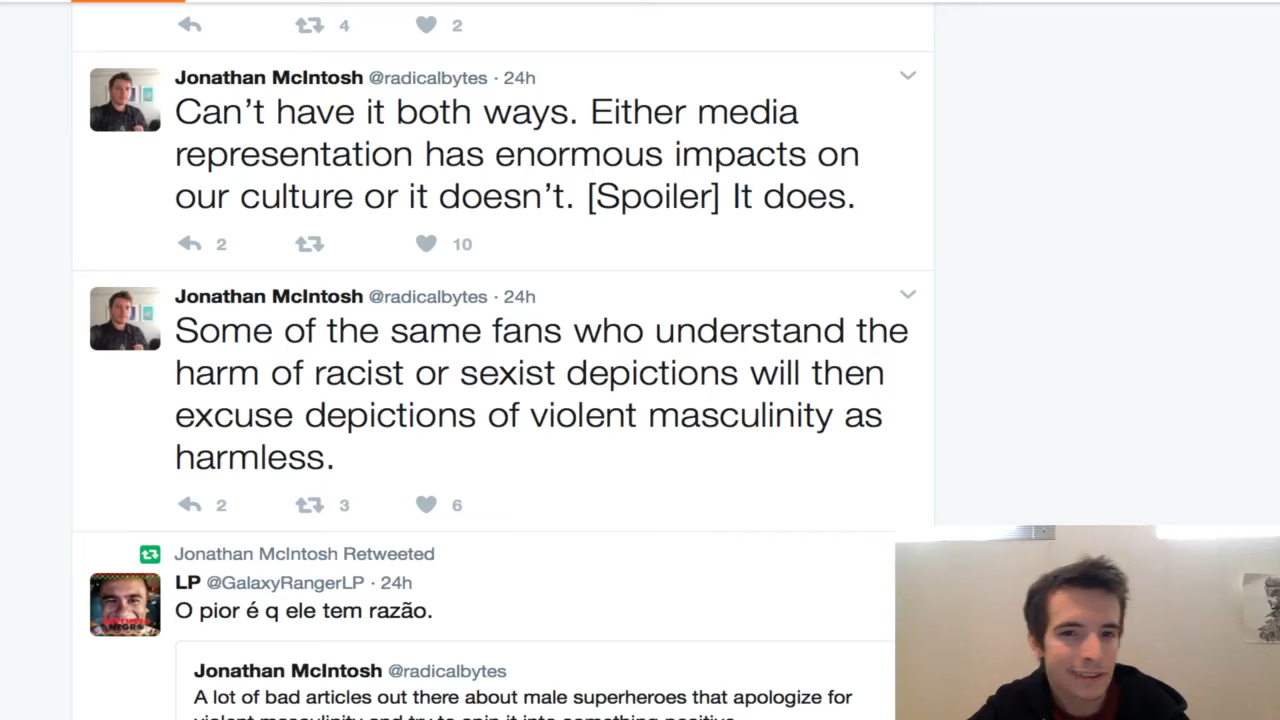 4 2
Jonathan McIntosh @radicalbytes · 24h
Can’t have it both ways. Either media
representation has enormous impacts on
our culture or it doesn’t. [Spoiler] It does.
2 10
Jonathan McIntosh @radicalbytes · 24h
Some of the same fans who understand the
harm of racist or sexist depictions will then
excuse depictions of violent masculinity as
harmless.
2 3 6
Jonathan McIntosh Retweeted
LP @GalaxyRangerLP · 24h
O pior é q ele tem razão.
Jonathan McIntosh @radicalbytes
A lot of bad articles out there about male superheroes that apologize for
violent masculinity and try to spin it into something positive.